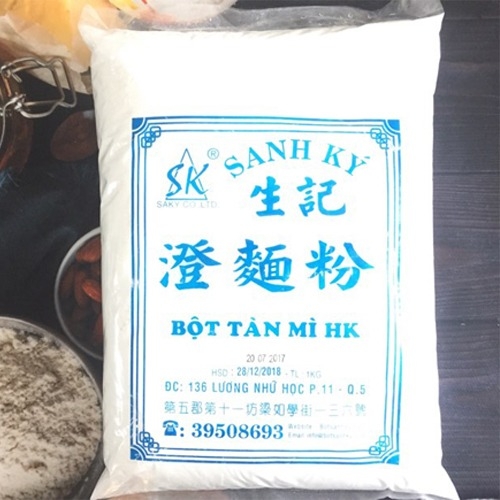 SANH KÝ
SK ®
SAKY CO.,LTD
生記
澄麵粉
BỘT TÀN MÌ HK
20 07 2017
HSD : 28/12/2018 - TL : 1KG
ĐC: 136 LƯƠNG NHỮ HỌC P.11 - Q.5
第五郡第十一坊梁如學街一三六號
☎: 39508693
Website :
Email: